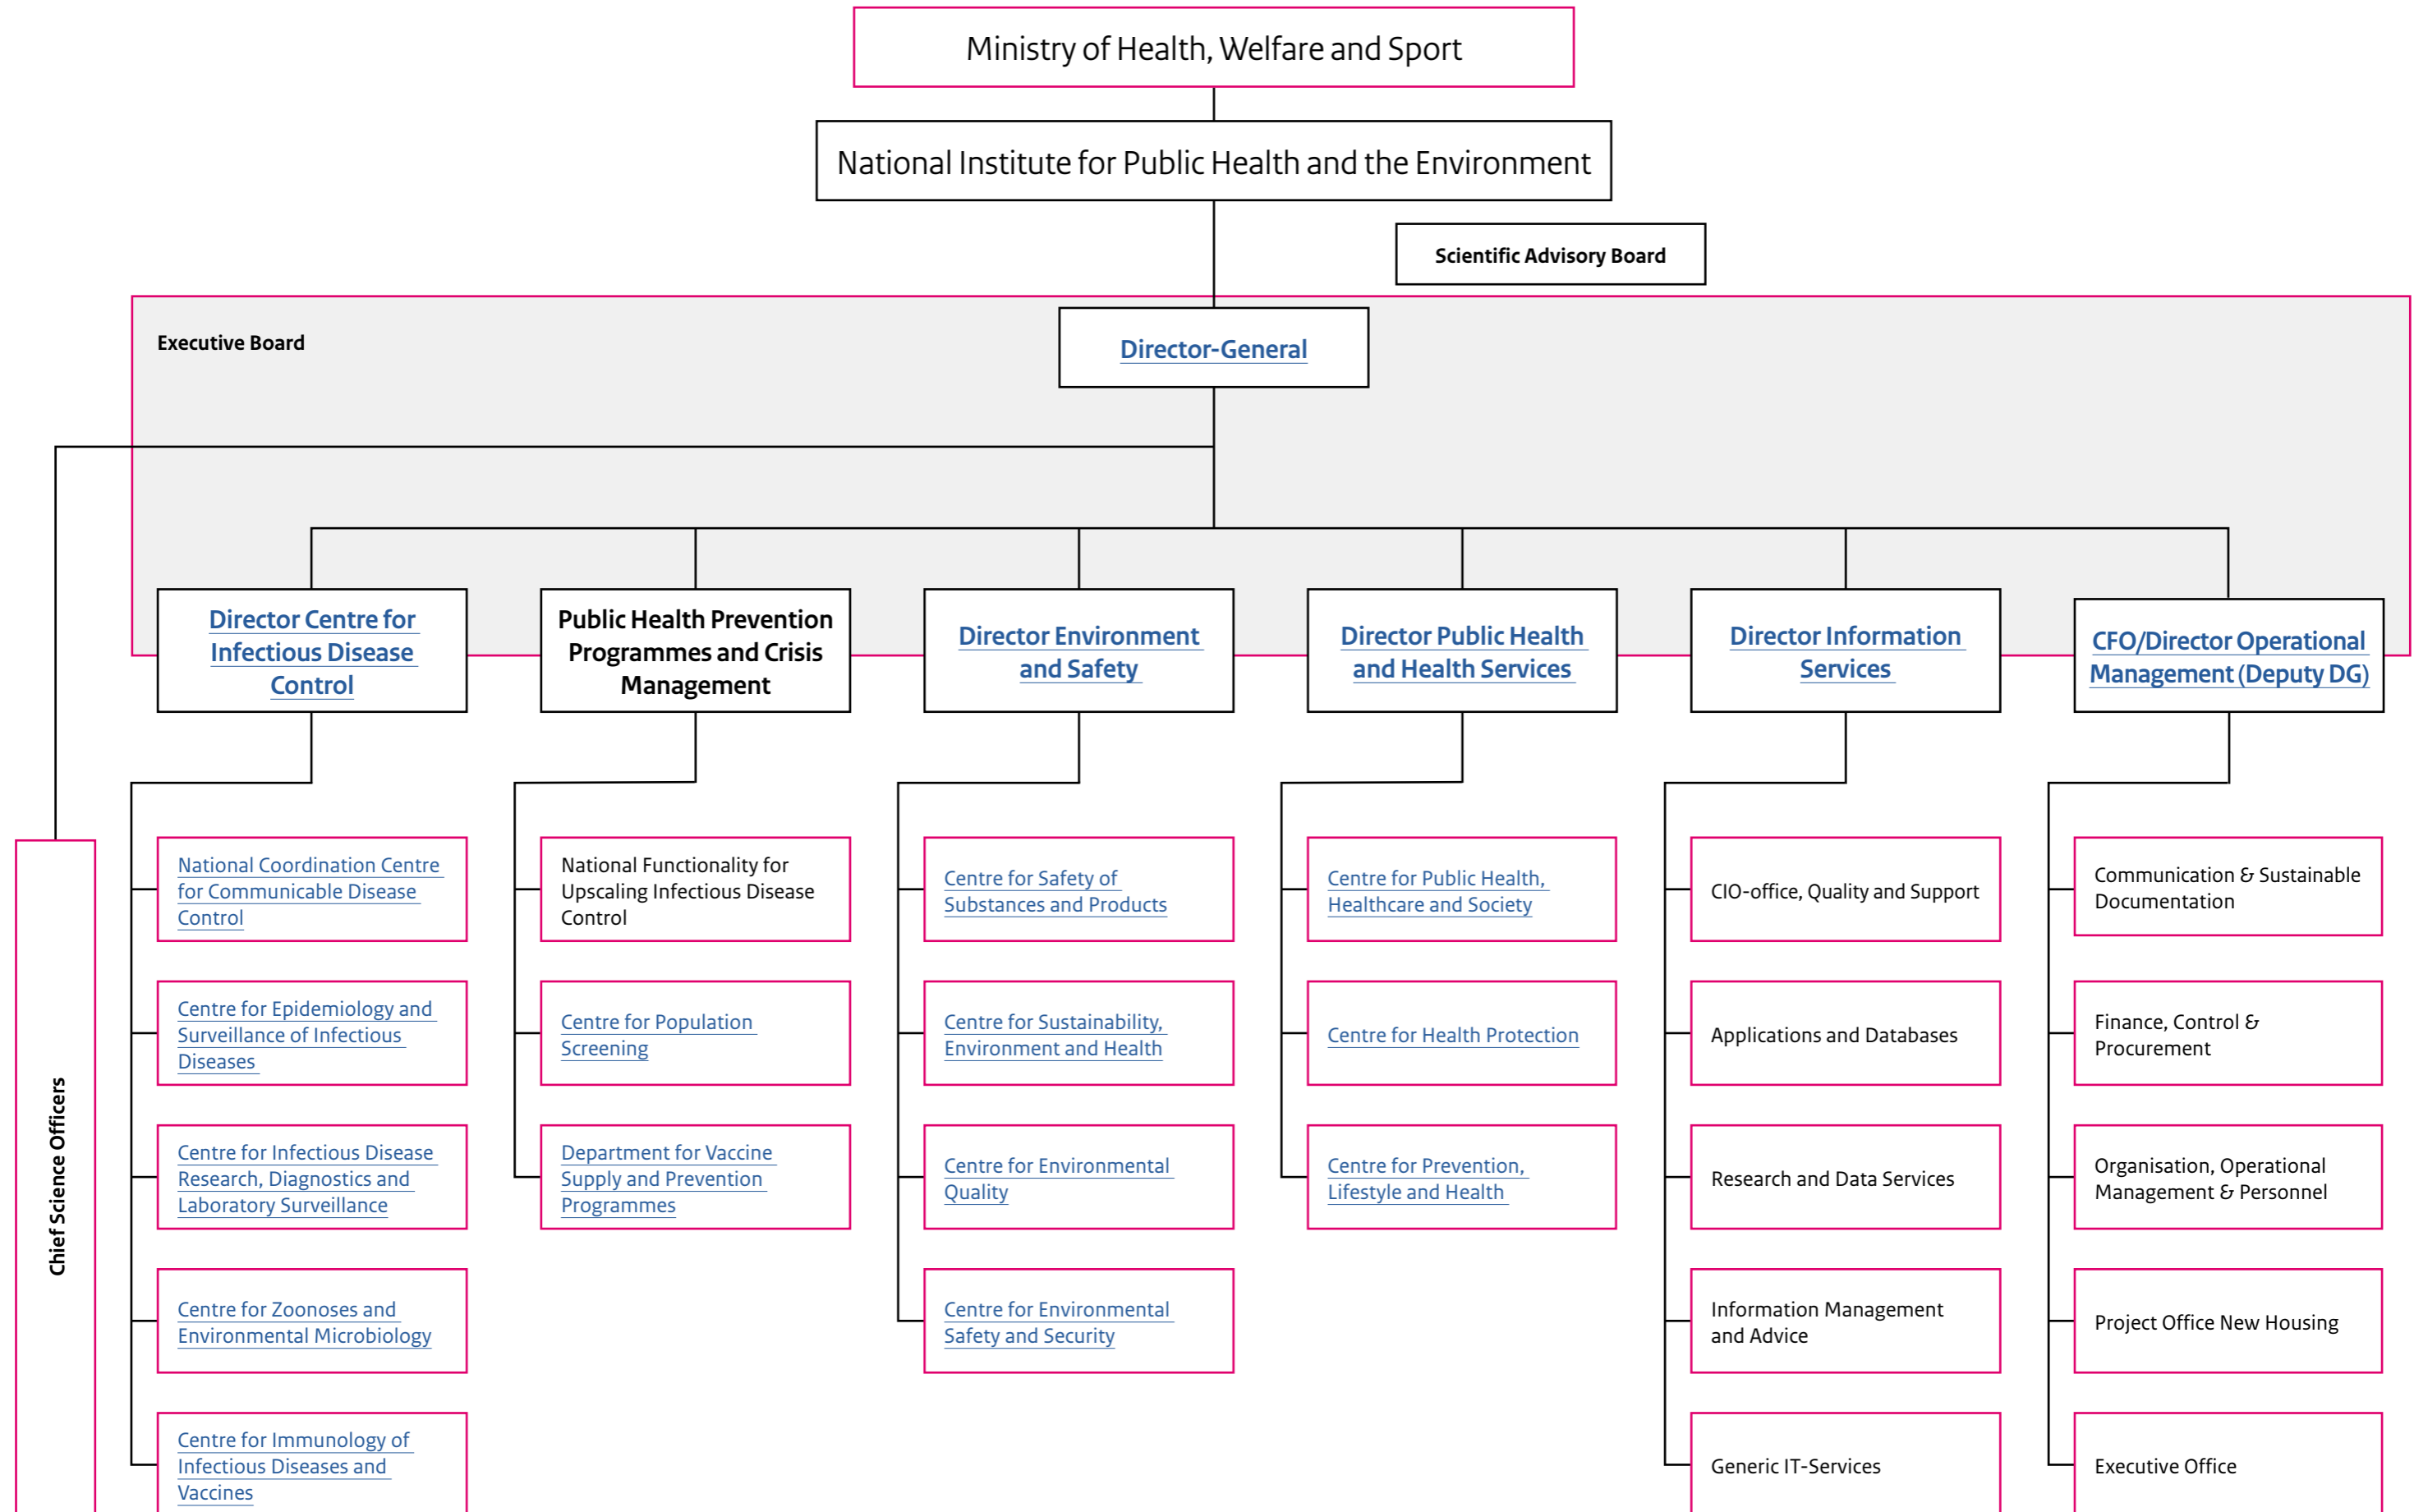 Ministry of Health, Welfare and Sport
National Institute for Public Health and the Environment
Scientific Advisory Board
Executive Board
Director-General
Director Centre for
Infectious Disease
Control
Public Health Prevention
Programmes and Crisis
Management
Director Environment
and Safety
Director Public Health
and Health Services
Director Information
Services
CFO/Director Operational
Management (Deputy DG)
Chief Science Officers
National Coordination Centre
for Communicable Disease
Control
Centre for Epidemiology and
Surveillance of Infectious
Diseases
Centre for Infectious Disease
Research, Diagnostics and
Laboratory Surveillance
Centre for Zoonoses and
Environmental Microbiology
Centre for Immunology of
Infectious Diseases and
Vaccines
National Functionality for
Upscaling Infectious Disease
Control
Centre for Population
Screening
Department for Vaccine
Supply and Prevention
Programmes
Centre for Safety of
Substances and Products
Centre for Sustainability,
Environment and Health
Centre for Environmental
Quality
Centre for Environmental
Safety and Security
Centre for Public Health,
Healthcare and Society
Centre for Health Protection
Centre for Prevention,
Lifestyle and Health
CIO-office, Quality and Support
Applications and Databases
Research and Data Services
Information Management
and Advice
Generic IT-Services
Communication & Sustainable
Documentation
Finance, Control &
Procurement
Organisation, Operational
Management & Personnel
Project Office New Housing
Executive Office